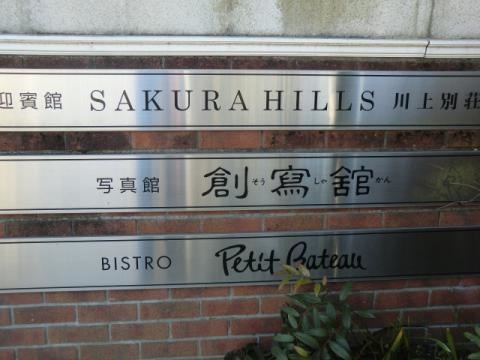 迎賓館 SAKURA HILLS 川上別荘
写真館 創そう寫しゃ舘かん
BISTRO Petit Bateau